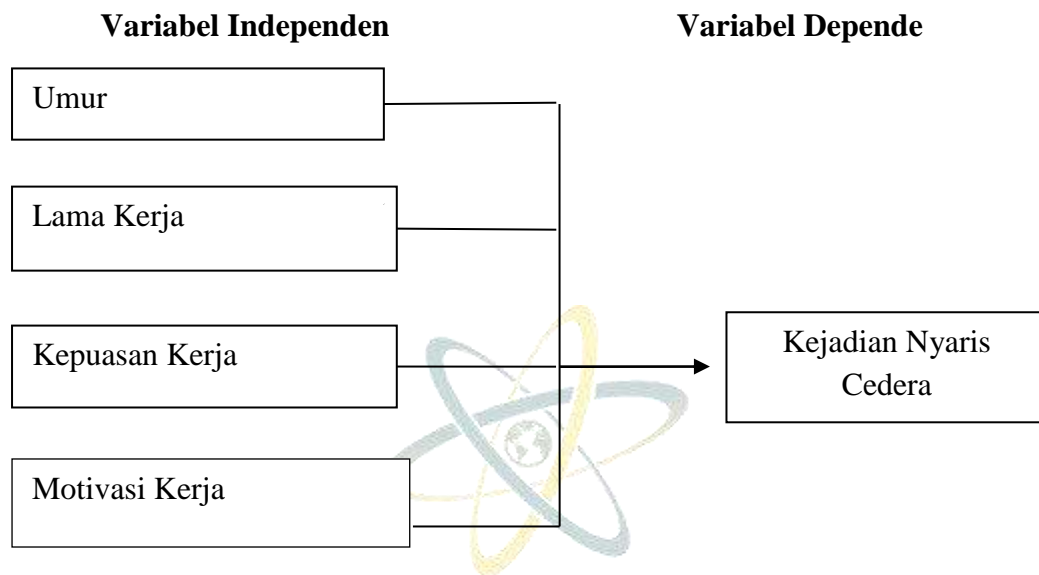 Variabel Independen
Variabel Depende
Umur
Lama Kerja
Kepuasan Kerja
Motivasi Kerja
Kejadian Nyaris
Cedera